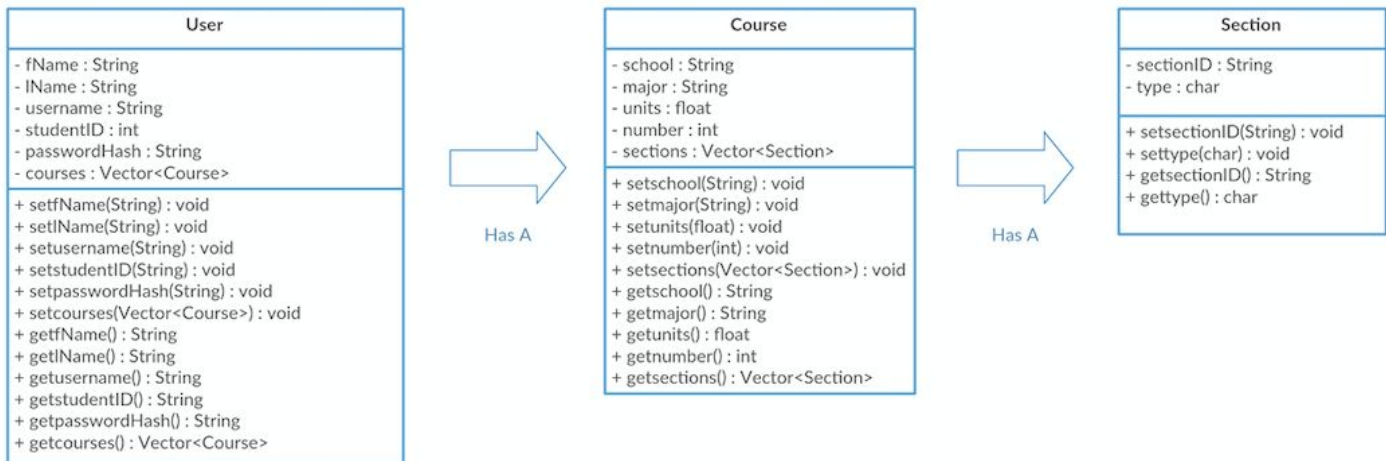 User
- fName : String
- lName : String
- username : String
- studentID : int
- passwordHash : String
- courses : Vector<Course>
+ setfName(String) : void
+ setlName(String) : void
+ setusername(String) : void
+ setstudentID(String) : void
+ setpasswordHash(String) : void
+ setcourses(Vector<Course>) : void
+ getfName() : String
+ getlName() : String
+ getusername() : String
+ getstudentID() : String
+ getpasswordHash() : String
+ getcourses() : Vector<Course>
Has A
Course
- school : String
- major : String
- units : float
- number : int
- sections : Vector<Section>
+ setschool(String) : void
+ setmajor(String) : void
+ setunits(float) : void
+ setnumber(int) : void
+ setsections(Vector<Section>) : void
+ getschool() : String
+ getmajor() : String
+ getunits() : float
+ getnumber() : int
+ getsections() : Vector<Section>
Has A
Section
- sectionID : String
- type : char
+ setsectionID(String) : void
+ settype(char) : void
+ getsectionID() : String
+ gettype() : char